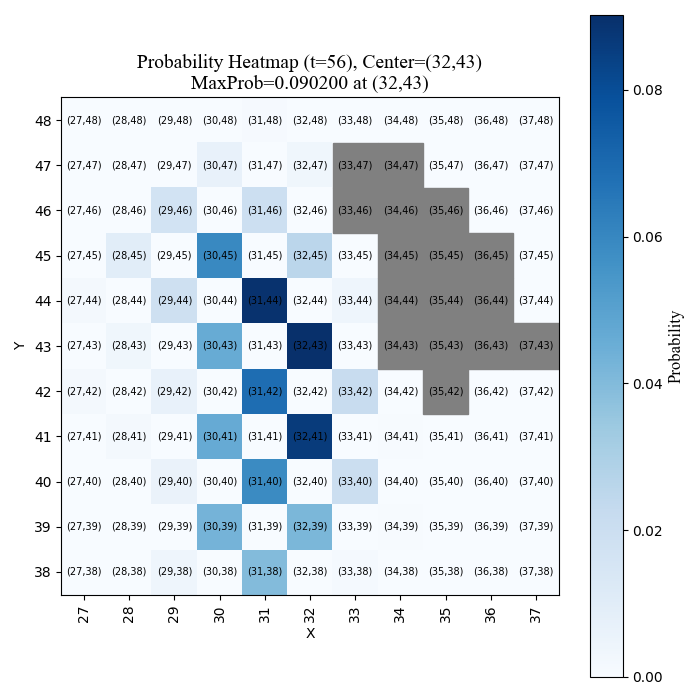 Probability Heatmap (t=56), Center=(32,43)
MaxProb=0.090200 at (32,43)
48 (27,48) (28,48) (29,48) (30,48) (31,48) (32,48) (33,48) (34,48) (35,48) (36,48) (37,48)
47 (27,47) (28,47) (29,47) (30,47) (31,47) (32,47) (33,47) (34,47) (35,47) (36,47) (37,47)
46 (27,46) (28,46) (29,46) (30,46) (31,46) (32,46) (33,46) (34,46) (35,46) (36,46) (37,46)
45 (27,45) (28,45) (29,45) (30,45) (31,45) (32,45) (33,45) (34,45) (35,45) (36,45) (37,45)
44 (27,44) (28,44) (29,44) (30,44) (31,44) (32,44) (33,44) (34,44) (35,44) (36,44) (37,44)
43 (27,43) (28,43) (29,43) (30,43) (31,43) (32,43) (33,43) (34,43) (35,43) (36,43) (37,43)
42 (27,42) (28,42) (29,42) (30,42) (31,42) (32,42) (33,42) (34,42) (35,42) (36,42) (37,42)
41 (27,41) (28,41) (29,41) (30,41) (31,41) (32,41) (33,41) (34,41) (35,41) (36,41) (37,41)
40 (27,40) (28,40) (29,40) (30,40) (31,40) (32,40) (33,40) (34,40) (35,40) (36,40) (37,40)
39 (27,39) (28,39) (29,39) (30,39) (31,39) (32,39) (33,39) (34,39) (35,39) (36,39) (37,39)
38 (27,38) (28,38) (29,38) (30,38) (31,38) (32,38) (33,38) (34,38) (35,38) (36,38) (37,38)
27 28 29 30 31 32 33 34 35 36 37
X
Y
0.08
0.06
0.04
0.02
0.00
Probability